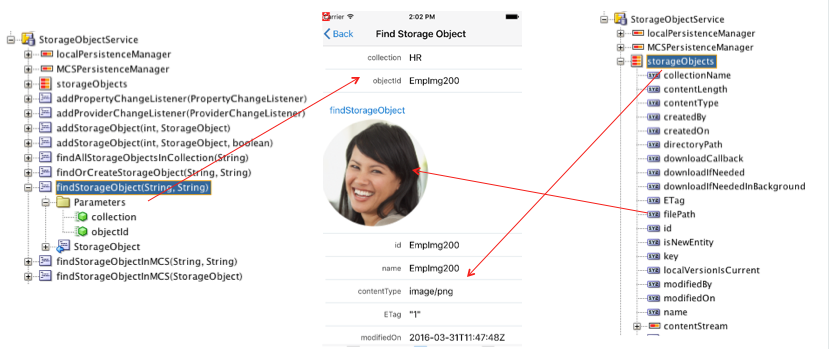 StorageObjectService
localPersistenceManager
MCSPersistenceManager
storageObjects
addPropertyChangeListener(PropertyChangeListener)
addProviderChangeListener(ProviderChangeListener)
addStorageObject(int, StorageObject)
addStorageObject(int, StorageObject, boolean)
findAllStorageObjectsInCollection(String)
findOrCreateStorageObject(String, String)
findStorageObject(String, String)
Parameters
collection
objectId
StorageObject
findStorageObjectInMCS(String, String)
findStorageObjectInMCS(StorageObject)
Carrier 2:02 PM
Back Find Storage Object
collection HR
objectId EmpImg200
findStorageObject
id EmpImg200
name EmpImg200
contentType image/png
ETag "1"
modifiedOn 2016-03-31T11:47:48Z
StorageObjectService
localPersistenceManager
MCSPersistenceManager
storageObjects
collectionName
contentLength
contentType
createdBy
createdOn
directoryPath
downloadCallback
downloadIfNeeded
downloadIfNeededInBackground
ETag
filePath
id
isNewEntity
key
localVersionIsCurrent
modifiedBy
modifiedOn
name
contentStream